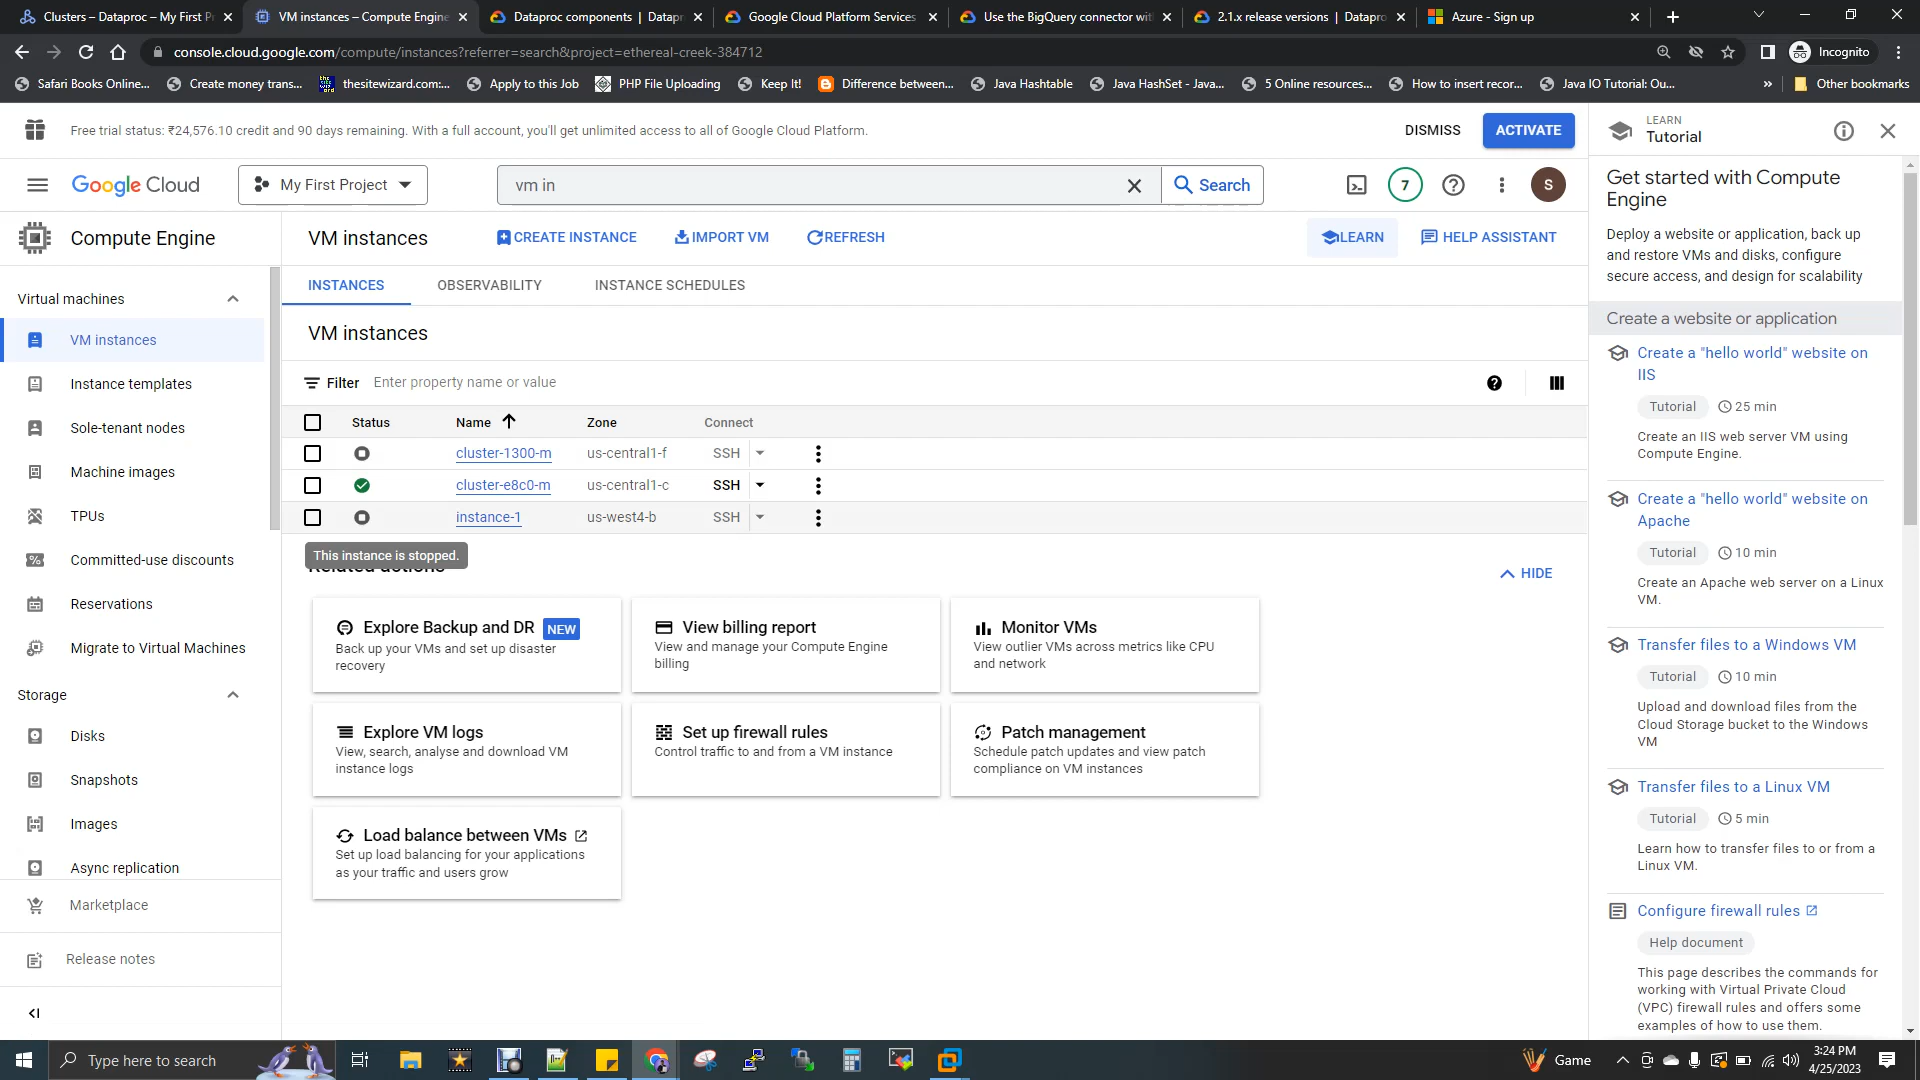 Clusters – Dataproc – My First P
VM instances – Compute Engine
Dataproc components | Datapr
Google Cloud Platform Services
Use the BigQuery connector wit
2.1.x release versions | Datapro
Azure - Sign up
console.cloud.google.com/compute/instances?referrer=search&project=ethereal-creek-384712
Incognito
Safari Books Online...
Create money trans...
thesitewizard.com:...
Apply to this Job
PHP File Uploading
Keep It!
Difference between...
Java Hashtable
Java HashSet - Java...
5 Online resources...
How to insert recor...
Java IO Tutorial: Ou...
»
Other bookmarks
Free trial status: ₹24,576.10 credit and 90 days remaining. With a full account, you'll get unlimited access to all of Google Cloud Platform.
DISMISS
ACTIVATE
Google Cloud
My First Project
vm in
Search
7
S
Compute Engine
VM instances
CREATE INSTANCE
IMPORT VM
REFRESH
LEARN
HELP ASSISTANT
Virtual machines
VM instances
Instance templates
Sole-tenant nodes
Machine images
TPUs
Committed-use discounts
Reservations
Migrate to Virtual Machines
Storage
Disks
Snapshots
Images
Async replication
Marketplace
Release notes
INSTANCES
OBSERVABILITY
INSTANCE SCHEDULES
VM instances
Filter Enter property name or value
Status Name Zone Connect
cluster-1300-m us-central1-f SSH
cluster-e8c0-m us-central1-c SSH
instance-1 us-west4-b SSH
This instance is stopped.
Related actions
HIDE
Explore Backup and DR NEW
Back up your VMs and set up disaster
recovery
View billing report
View and manage your Compute Engine
billing
Monitor VMs
View outlier VMs across metrics like CPU
and network
Explore VM logs
View, search, analyse and download VM
instance logs
Set up firewall rules
Control traffic to and from a VM instance
Patch management
Schedule patch updates and view patch
compliance on VM instances
Load balance between VMs
Set up load balancing for your applications
as your traffic and users grow
LEARN
Tutorial
Get started with Compute
Engine
Deploy a website or application, back up
and restore VMs and disks, configure
secure access, and design for scalability
Create a website or application
Create a "hello world" website on
IIS
Tutorial 25 min
Create an IIS web server VM using
Compute Engine.
Create a "hello world" website on
Apache
Tutorial 10 min
Create an Apache web server on a Linux
VM.
Transfer files to a Windows VM
Tutorial 10 min
Upload and download files from the
Cloud Storage bucket to the Windows
VM
Transfer files to a Linux VM
Tutorial 5 min
Learn how to transfer files to or from a
Linux VM.
Configure firewall rules
Help document
This page describes the commands for
working with Virtual Private Cloud
(VPC) firewall rules and offers some
examples of how to use them.
Type here to search
Game
3:24 PM
4/25/2023